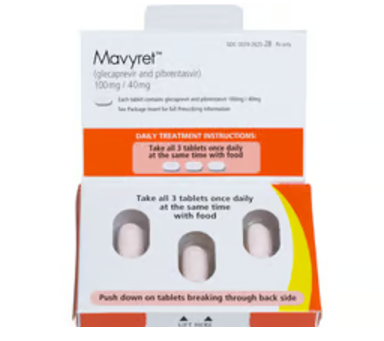 Mavyret™
Rx only
(glecaprevir and pibrentasvir)
100mg / 40mg
Each tablet contains glecaprevir and pibrentasvir 100mg / 40mg
See Package Insert for full Prescribing Information
DAILY TREATMENT INSTRUCTIONS:
Take all 3 tablets once daily
at the same time with food
Take all 3 tablets once daily
at the same time
with food
Push down on tablets breaking through back side
LIFT HERE